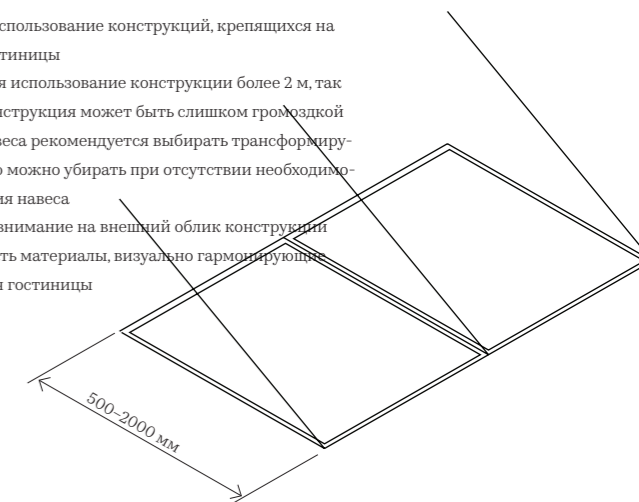 спользование конструкций, крепящихся на
тиницы
я использование конструкции более 2 м, так
нструкция может быть слишком громоздкой
веса рекомендуется выбирать трансформиру-
о можно убирать при отсутствии необходимо-
ия навеса
внимание на внешний облик конструкции
ть материалы, визуально гармонирующие
я гостиницы
500–2000 мм